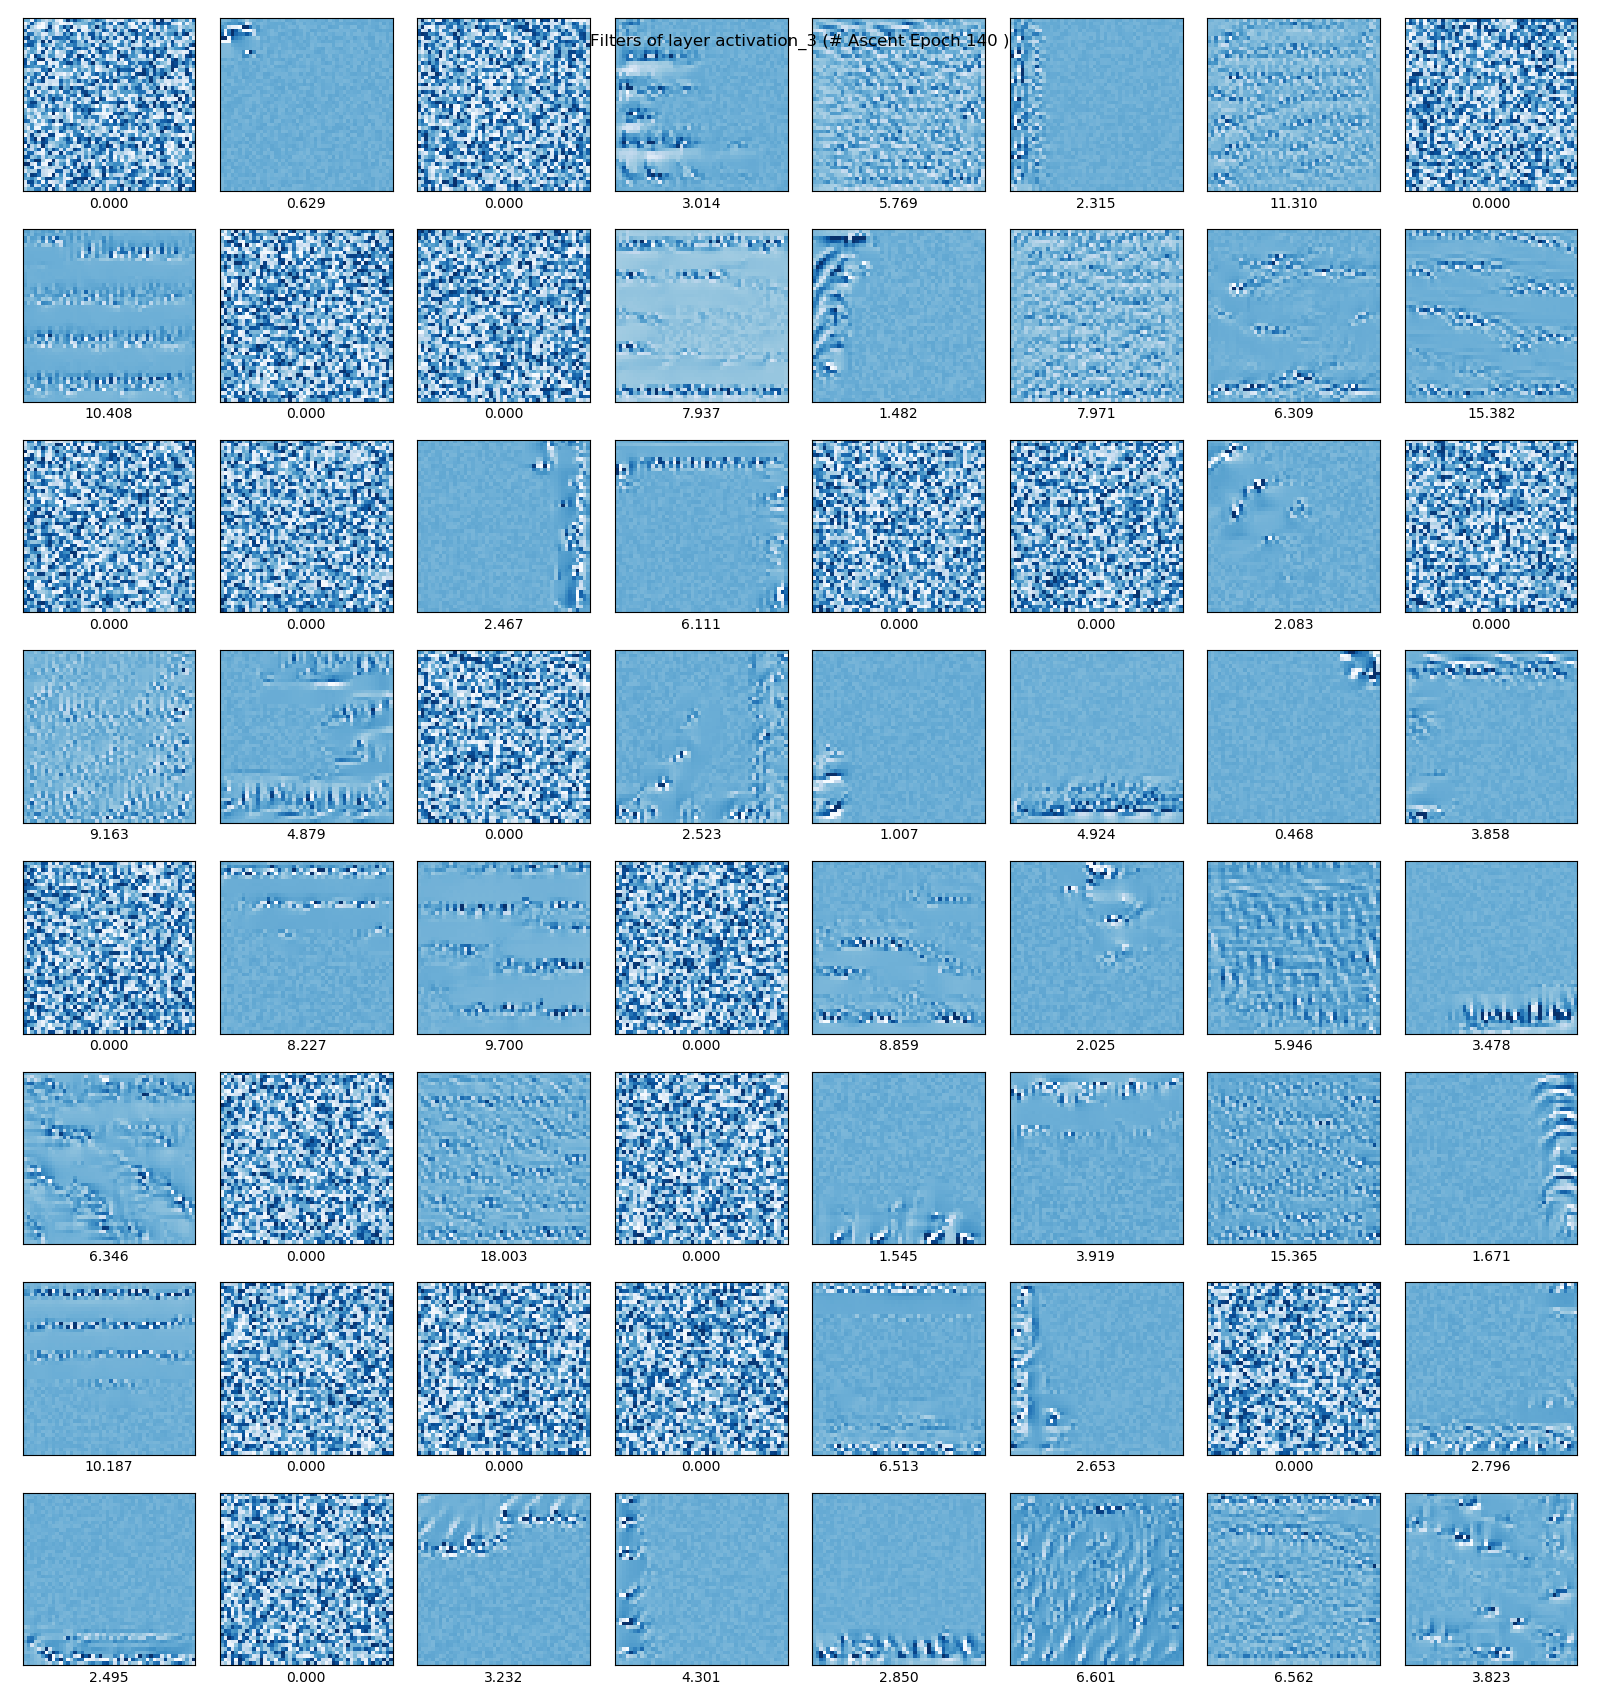 Filters of layer activation_3 (# Ascent Epoch 140 )
0.000 0.629 0.000 3.014 5.769 2.315 11.310 0.000
10.408 0.000 0.000 7.937 1.482 7.971 6.309 15.382
0.000 0.000 2.467 6.111 0.000 0.000 2.083 0.000
9.163 4.879 0.000 2.523 1.007 4.924 0.468 3.858
0.000 8.227 9.700 0.000 8.859 2.025 5.946 3.478
6.346 0.000 18.003 0.000 1.545 3.919 15.365 1.671
10.187 0.000 0.000 0.000 6.513 2.653 0.000 2.796
2.495 0.000 3.232 4.301 2.850 6.601 6.562 3.823